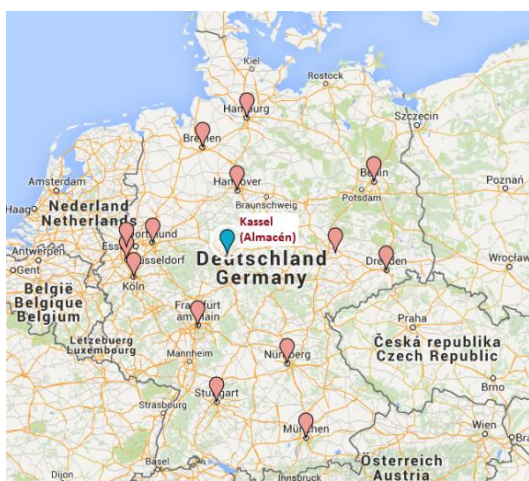 Kiel
Rostock
Hamburg
Szczecin
Bremen
Berlin
Poznań
Amsterdam
Hannover
Potsdam
Haag
Nederland
Netherlands
Braunschweig
Kassel
(Almacén)
Dortmund
Antwerpen
Düsseldorf
Gent
Deutschland
Germany
Dresden
Wrocław
België
Belgique
Belgium
Köln
Frankfurt
am Main
Praha
Česká republika
Czech Republic
Lëtzebuerg
Luxembourg
Mannheim
Nürnberg
Brno
Stuttgart
Strasbourg
München
Wien
Dijon
Basel
Österreich
Austria
Innsbruck